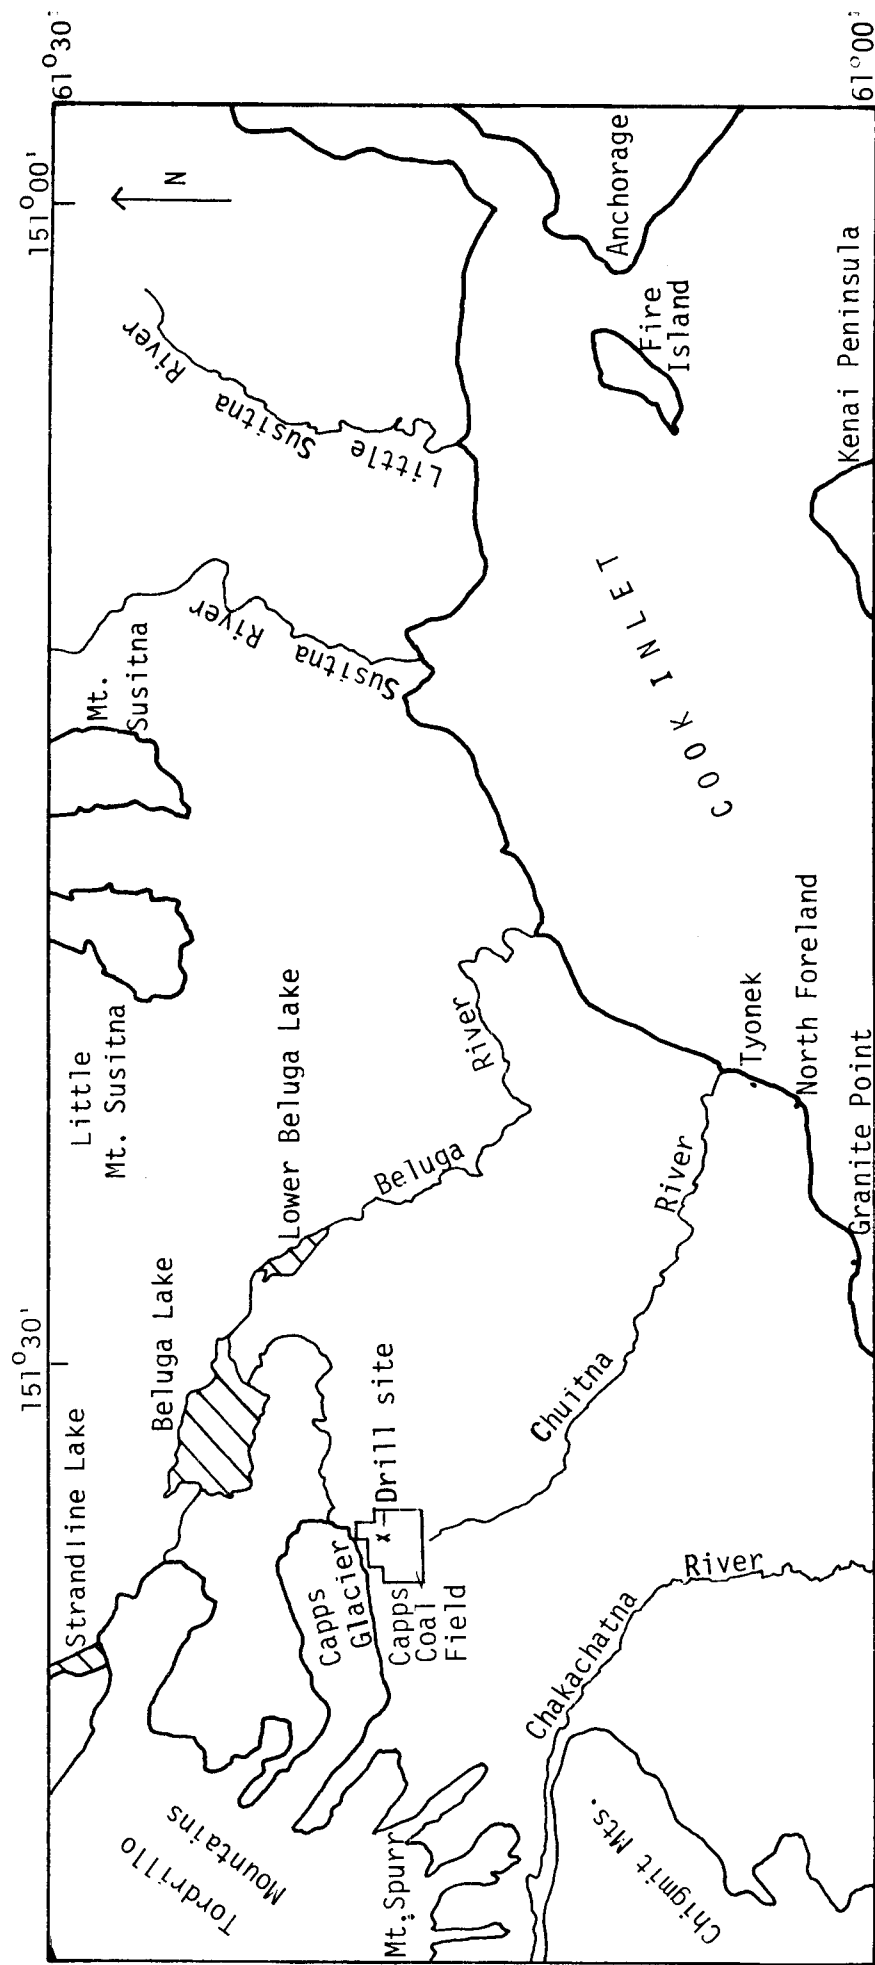 151°30'
151°00'
61°30'
Strandline Lake
Beluga Lake
Little
Mt. Susitna
Mt.
Susitna
N
Tordrillo
Mountains
Lower Beluga Lake
River
Susitna
River
Susitna
Little
Capps
Glacier
Drill site
x
Capps
Coal
Field
Beluga
River
Mt. Spurr
Chakachatna
River
Chuitna
River
COOK INLET
Fire
Island
Anchorage
Chigmit Mts.
Tyonek
North Foreland
Granite Point
Kenai Peninsula
61°00'